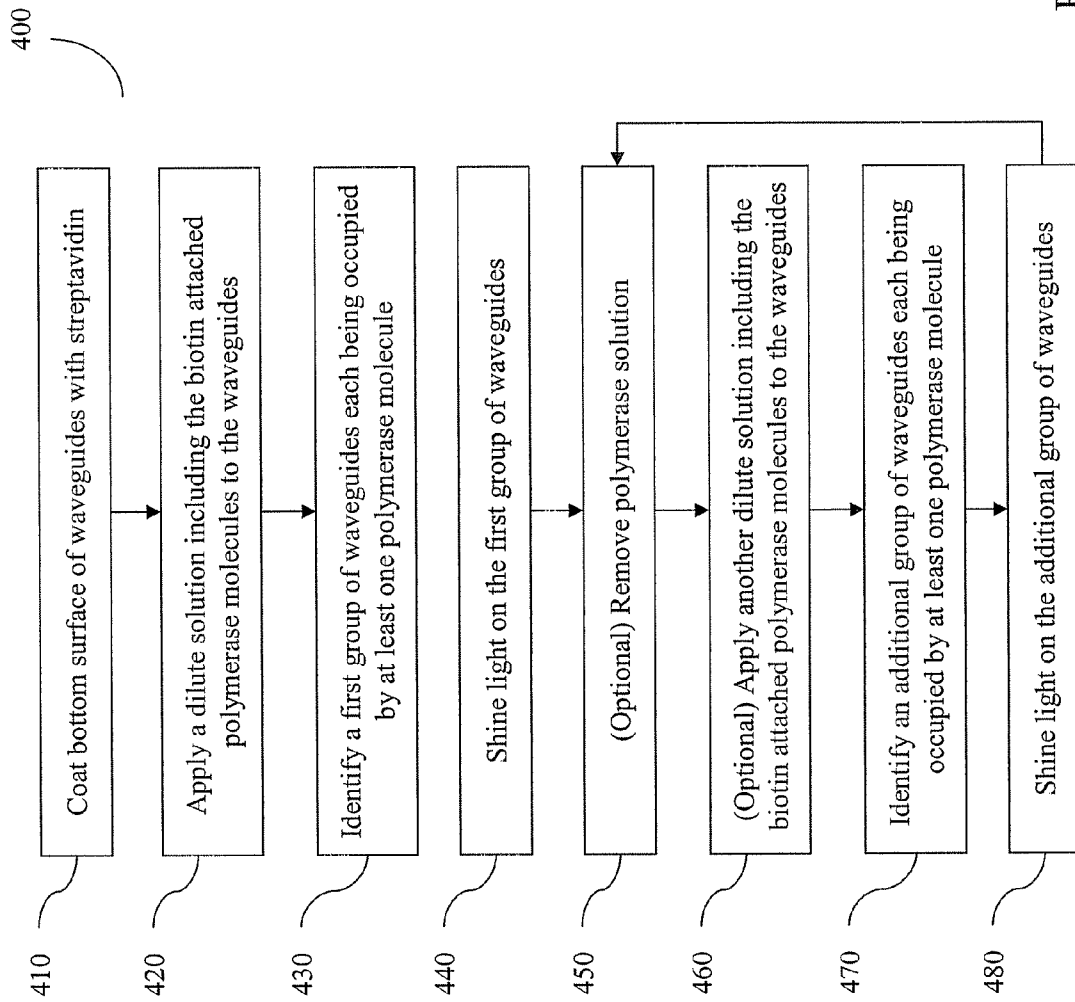 400
410
Coat bottom surface of waveguides with streptavidin
420
Apply a dilute solution including the biotin attached
polymerase molecules to the waveguides
430
Identify a first group of waveguides each being occupied
by at least one polymerase molecule
440
Shine light on the first group of waveguides
450
(Optional) Remove polymerase solution
460
(Optional) Apply another dilute solution including the
biotin attached polymerase molecules to the waveguides
470
Identify an additional group of waveguides each being
occupied by at least one polymerase molecule
480
Shine light on the additional group of waveguides